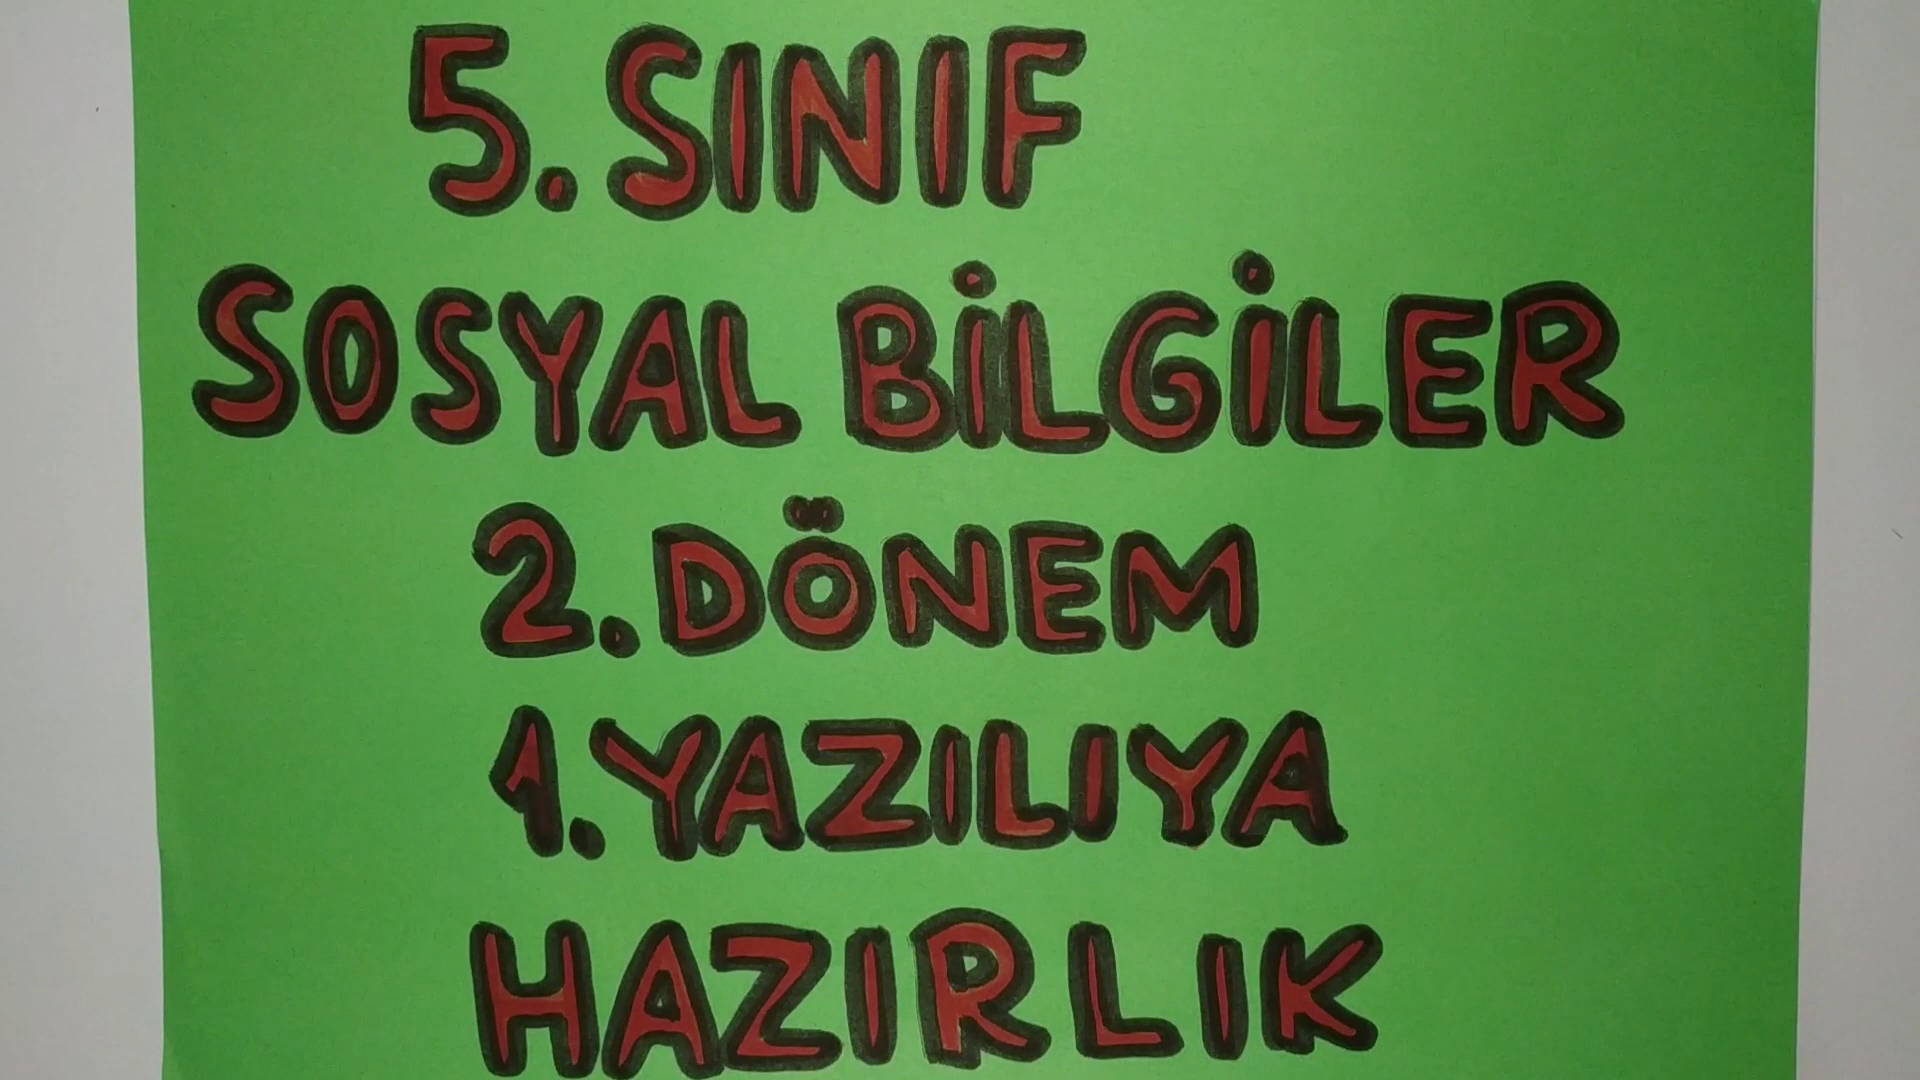 5. SINIF
SOSYAL BİLGİLER
2. DÖNEM
1. YAZILIYA
HAZIRLIK